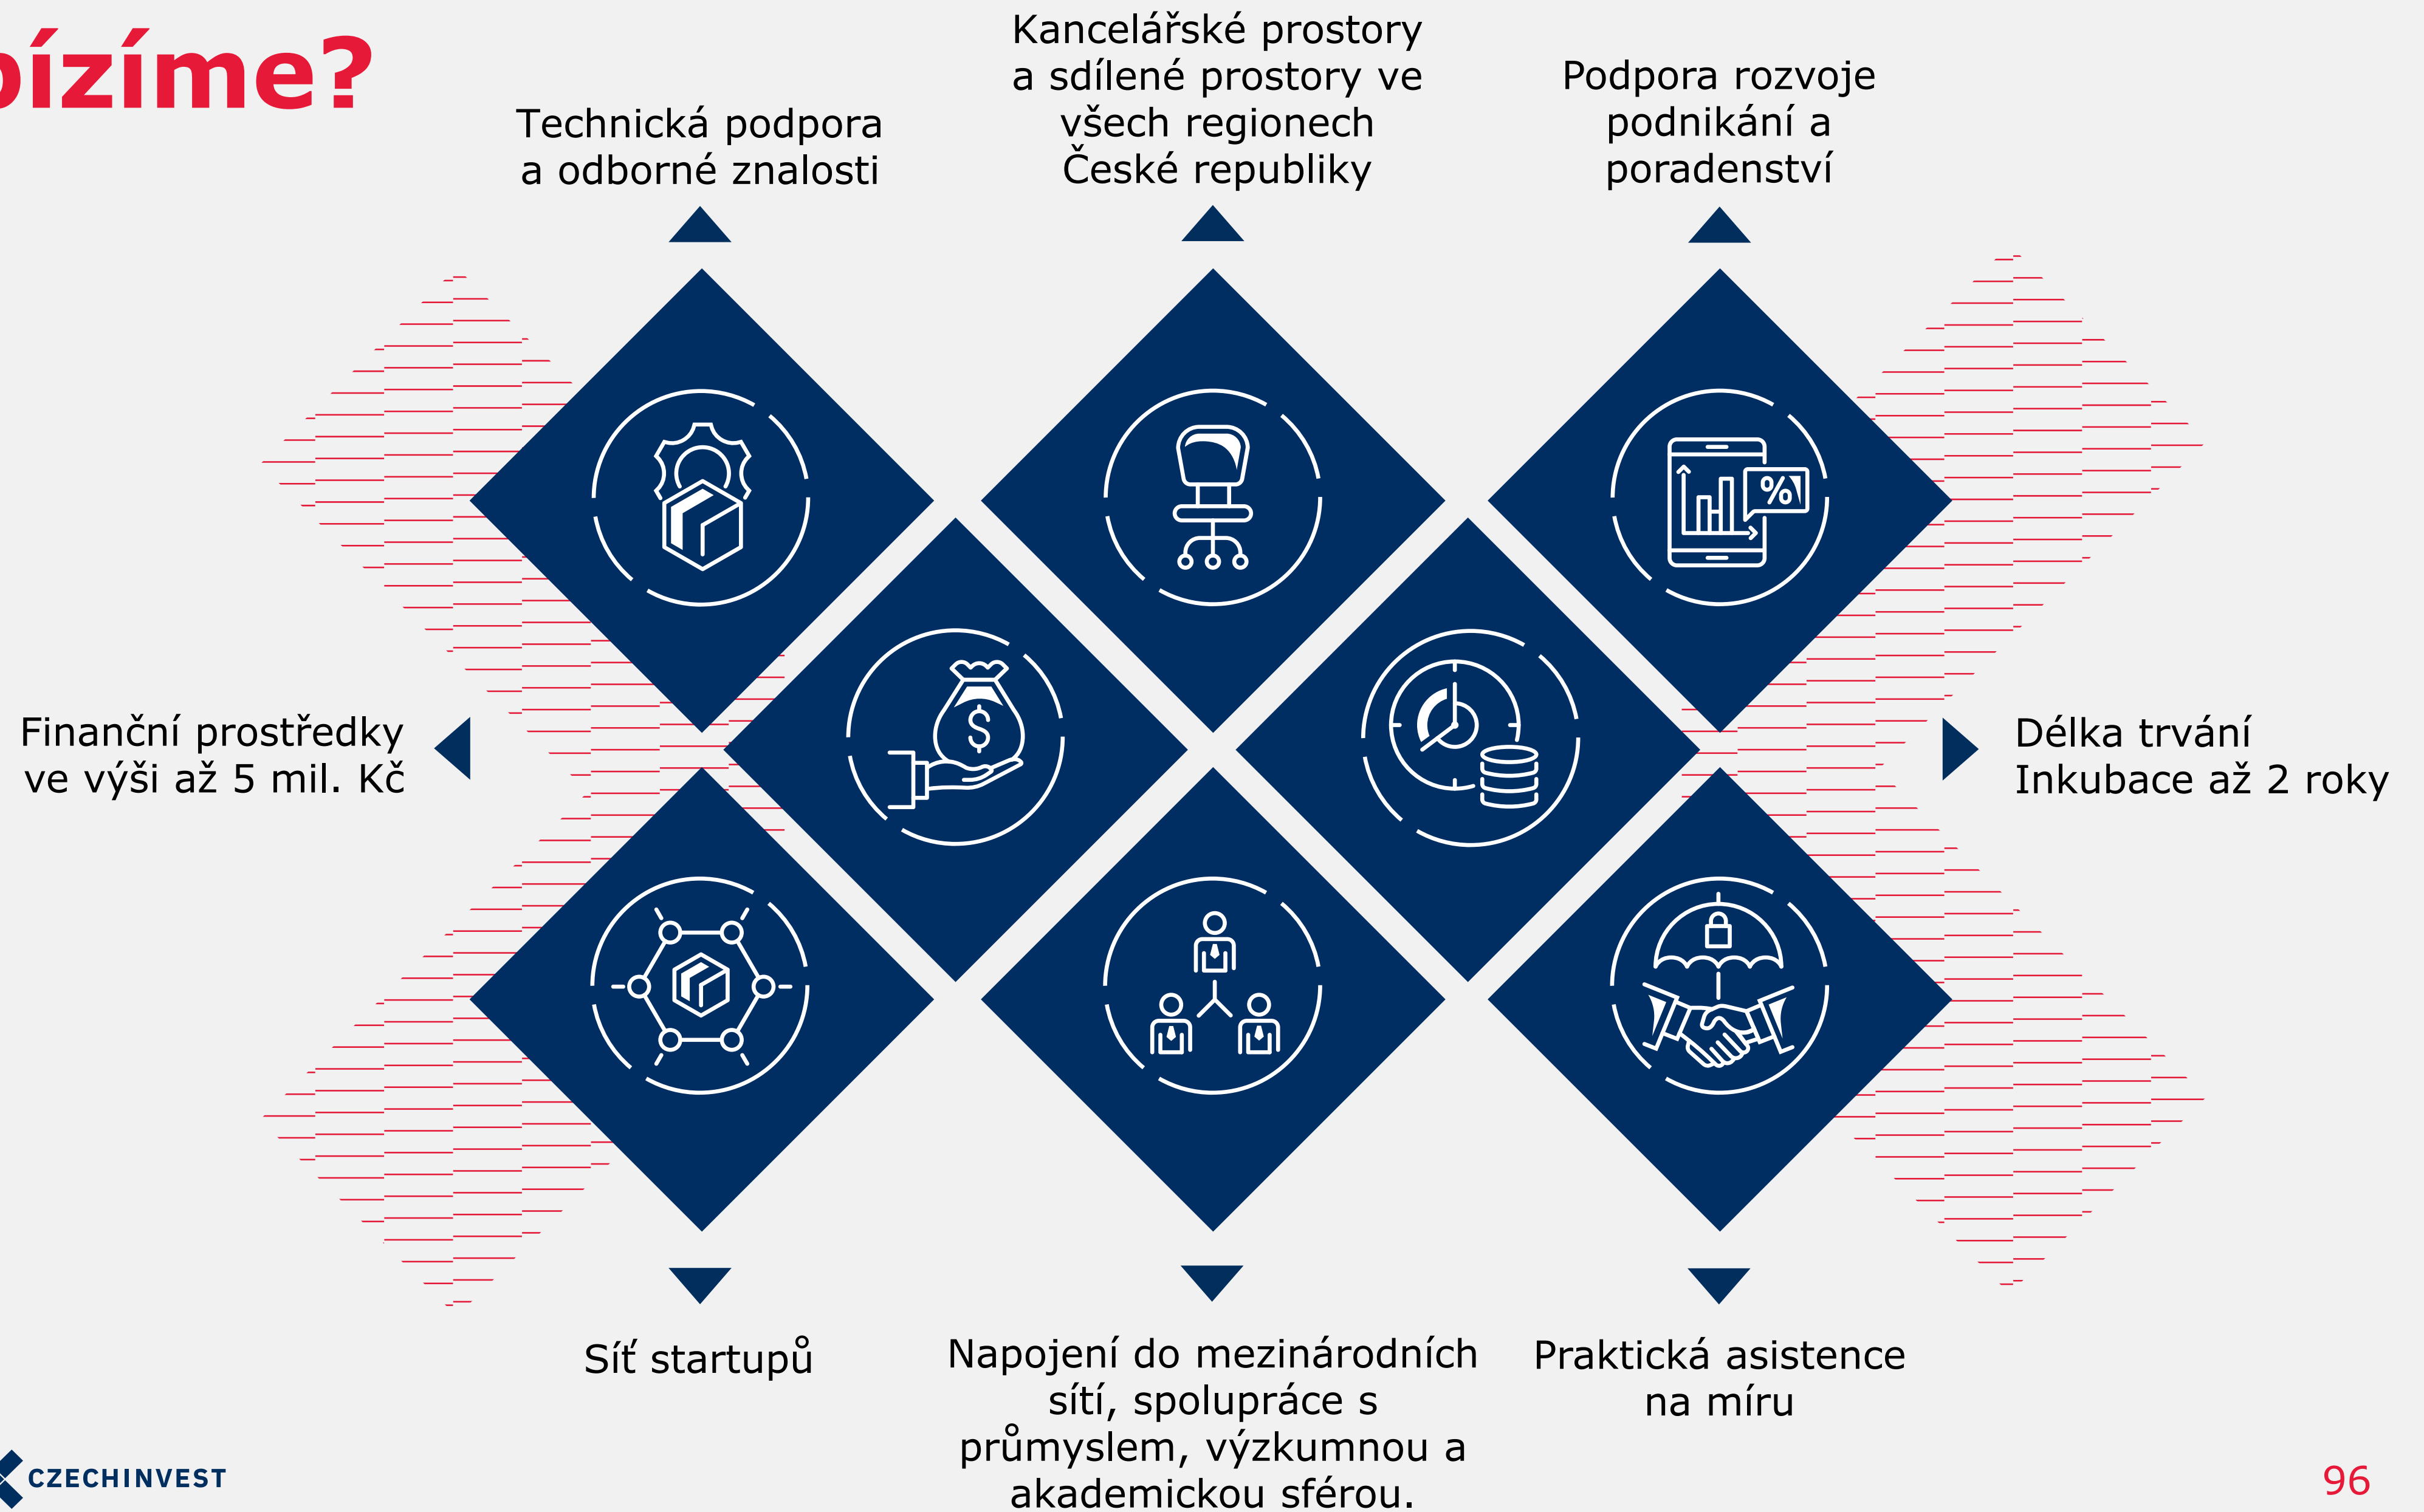 bízíme?
Technická podpora
a odborné znalosti
Kancelářské prostory
a sdílené prostory ve
všech regionech
České republiky
Podpora rozvoje
podnikání a
poradenství
%
Finanční prostředky
ve výši až 5 mil. Kč
$
Délka trvání
Inkubace až 2 roky
Síť startupů
Napojení do mezinárodních
sítí, spolupráce s
průmyslem, výzkumnou a
akademickou sférou.
Praktická asistence
na míru
CZECHINVEST
96